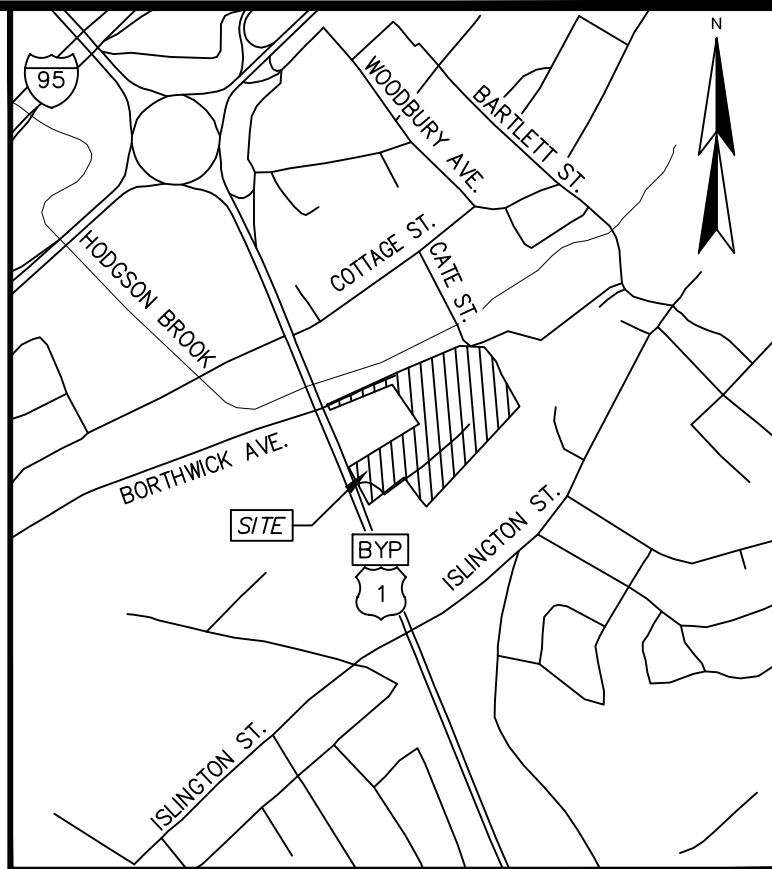 N
95
WOODBURY AVE.
BARTLETT ST.
HODGSON BROOK
COTTAGE ST.
CATE ST.
BORTHWICK AVE.
SITE
BYP
1
ISLINGTON ST.
ISLINGTON ST.